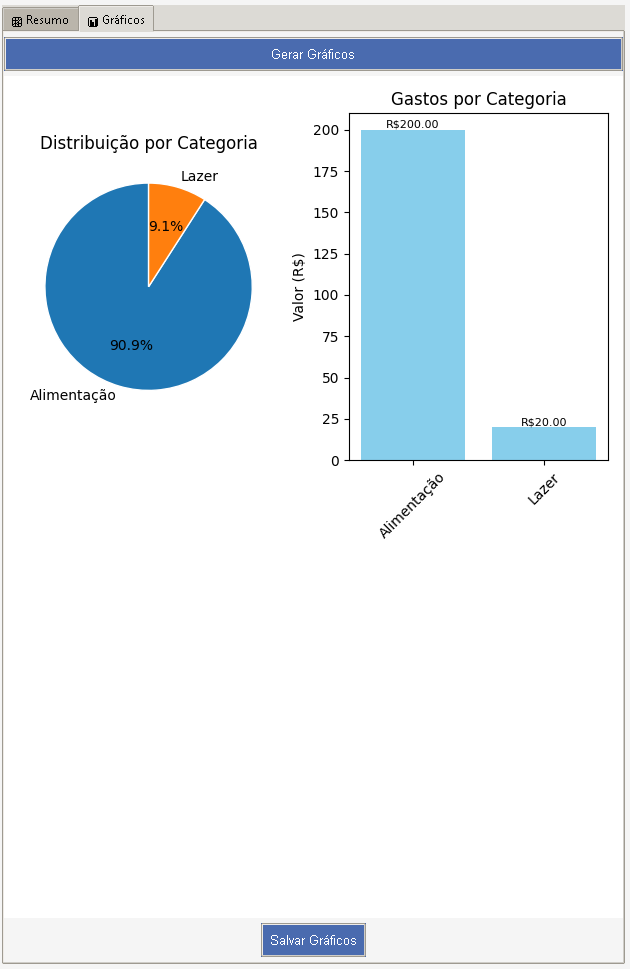 Resumo
Gráficos
Gerar Gráficos
Distribuição por Categoria
Lazer
9.1%
90.9%
Alimentação
Gastos por Categoria
R$200.00
200
175
150
125
100
75
50
25
0
Valor (R$)
R$20.00
Alimentação
Lazer
Salvar Gráficos